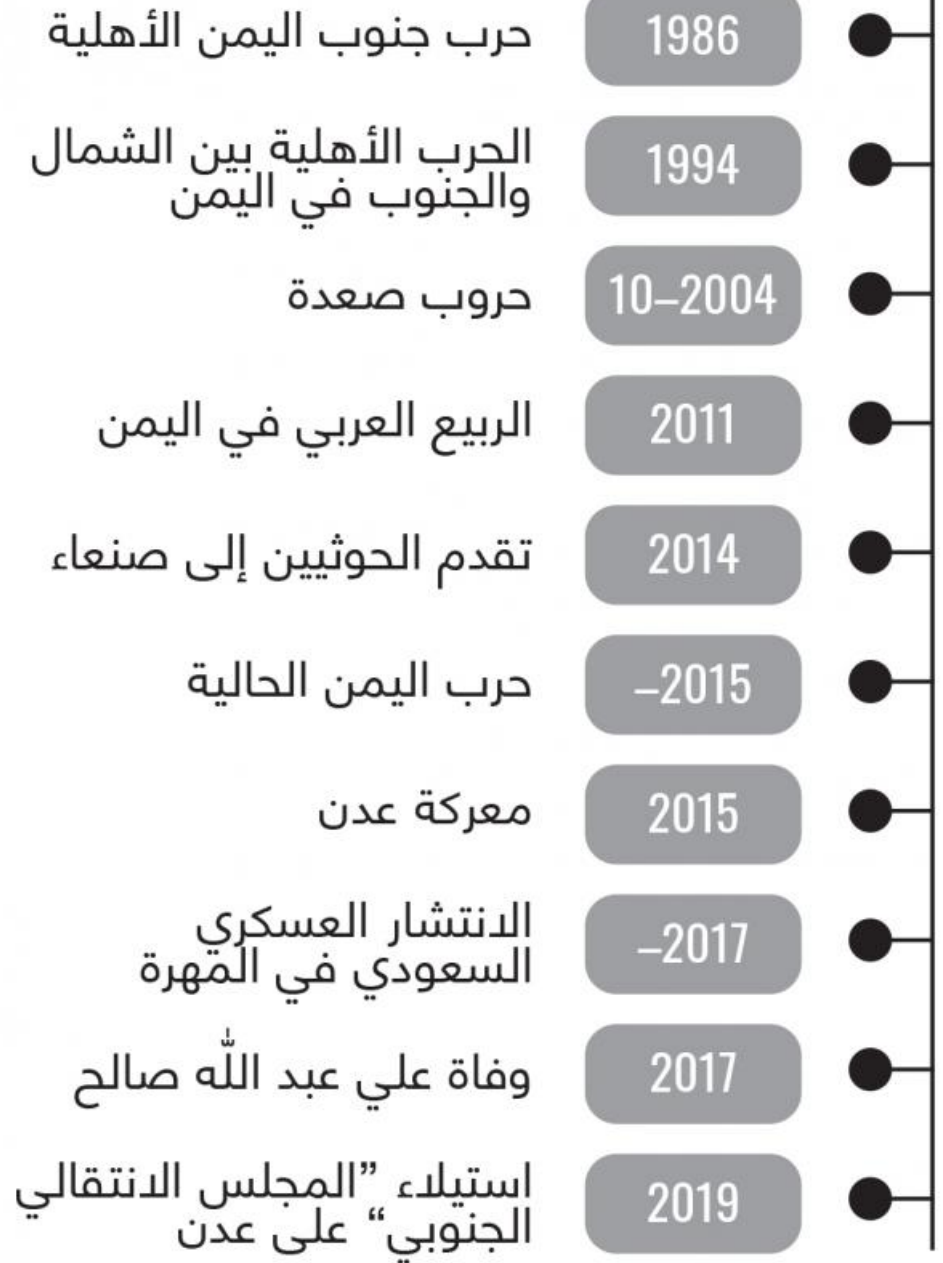 1986
حرب جنوب اليمن الأهلية
1994
الحرب الأهلية بين الشمال
والجنوب في اليمن
10–2004
حروب صعدة
2011
الربيع العربي في اليمن
2014
تقدم الحوثيين إلى صنعاء
–2015
حرب اليمن الحالية
2015
معركة عدن
–2017
الانتشار العسكري
السعودي في المهرة
2017
وفاة علي عبد الله صالح
2019
استيلاء ”المجلس الانتقالي
الجنوبي“ على عدن